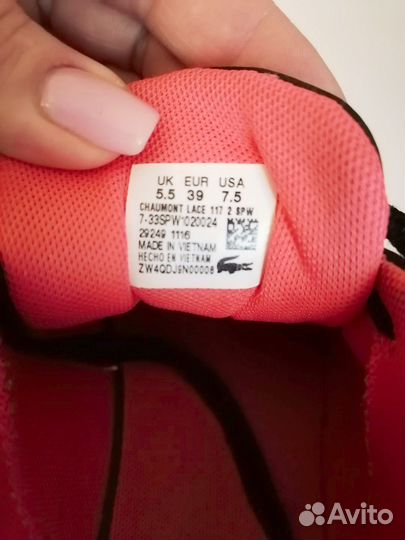 UK EUR USA
5.5 39 7.5
CHAUMONT LACE 117 2 SPW
7-33SPW1020024
29249 1116
MADE IN VIETNAM
HECHO EN VIETNAM
ZW4QDJ9N00008
Avito